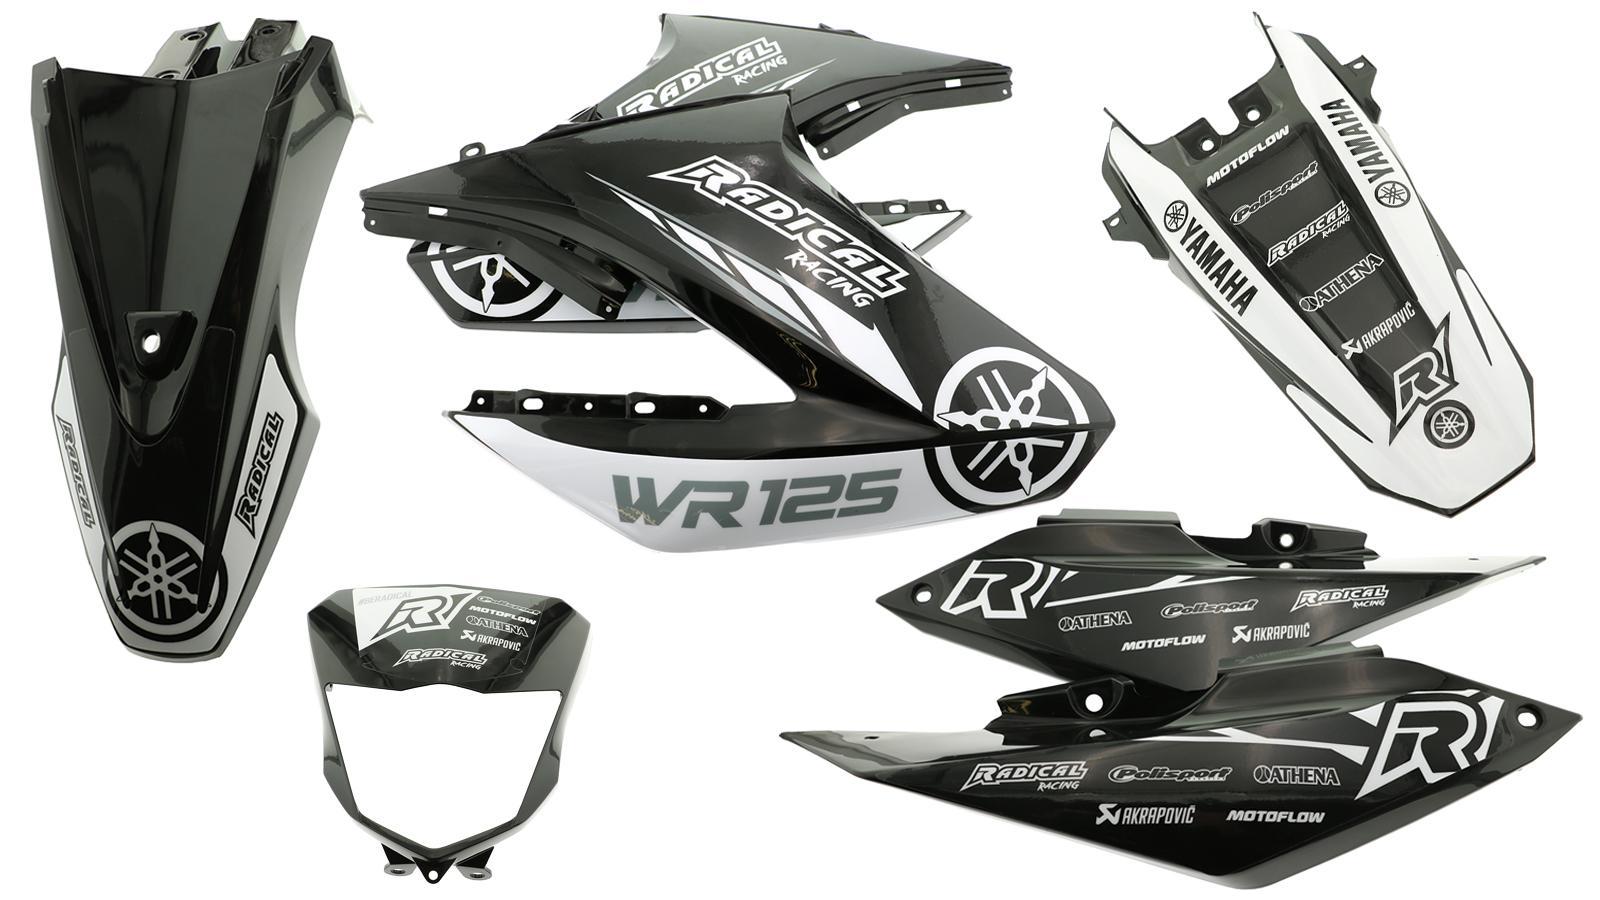 RADICAL
RADICAL
RADICAL
RACING
RADICAL
RACING
WR125
YAMAHA
YAMAHA
MOTOFLOW
Polisport
RADICAL
RACING
ATHENA
AKRAPOVIČ
R
#BERADICAL
R
Polisport
MOTOFLOW
ATHENA
AKRAPOVIČ
RADICAL
RACING
R
ATHENA
Polisport
RADICAL
RACING
MOTOFLOW
AKRAPOVIČ
R
RADICAL
RACING
Polisport
ATHENA
AKRAPOVIČ
MOTOFLOW